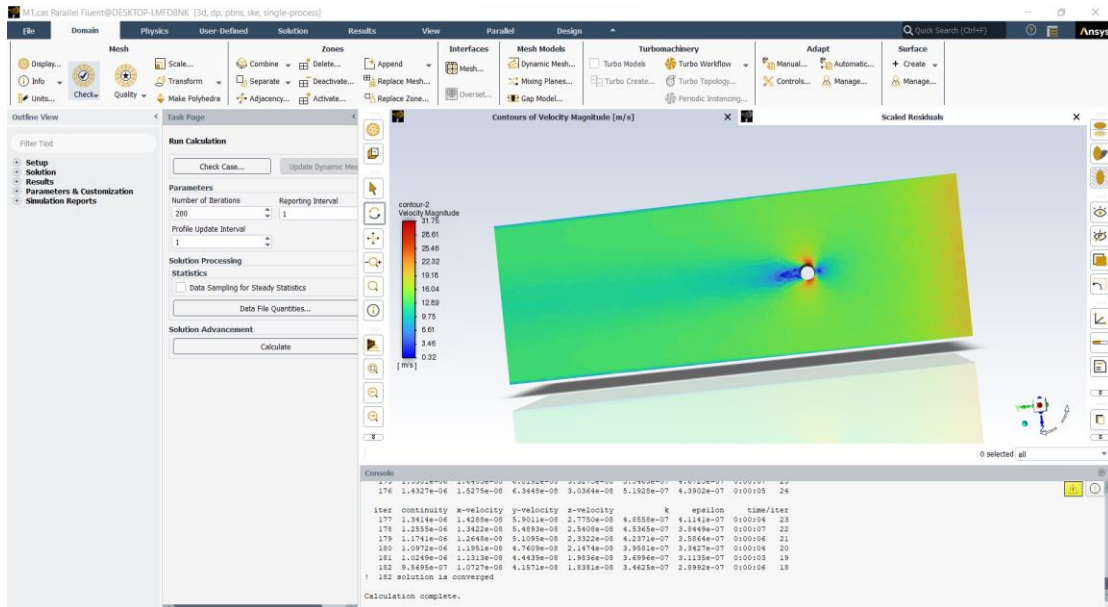 M1.cas Parallel Fluent@DESKTOP-LMFD8NK [3d, dp, pbns, ske, single-process]
File Domain Physics User-Defined Solution Results View Parallel Design Quick Search (Ctrl+F) Ansys
Mesh Zones Interfaces Mesh Models Turbomachinery Adapt Surface
Display... Scale... Combine Delete... Append Mesh... Dynamic Mesh... Turbo Models Turbo Workflow Manual... Automatic... + Create
Info Transform Separate Deactivate... Replace Mesh... Mixing Planes... Turbo Create... Turbo Topology... Controls... Manage... Manage...
Units... Check Quality Make Polyhedra Adjacency... Activate... Replace Zone... Overset... Gap Model... Periodic Instancing...
Outline View < Task Page <
Contours of Velocity Magnitude [m/s] X Scaled Residuals X
Filter Text
Setup
Solution
Results
Parameters & Customization
Simulation Reports
Run Calculation
Check Case... Update Dynamic Mes
Parameters
Number of Iterations Reporting Interval
200 1
Profile Update Interval
1
Solution Processing
Statistics
Data Sampling for Steady Statistics
Data File Quantities...
Solution Advancement
Calculate
contour-2
Velocity Magnitude
31.75
28.61
25.46
22.32
19.18
16.04
12.89
9.75
6.61
3.46
0.32
[ m/s ]
0 selected all
Console
176 1.4327e-06 1.5275e-08 6.3448e-08 3.0364e-08 5.1928e-07 4.3902e-07 0:00:05 24
iter continuity x-velocity y-velocity z-velocity k epsilon time/iter
177 1.3414e-06 1.4288e-08 5.9011e-08 2.7750e-08 4.8558e-07 4.1141e-07 0:00:04 23
178 1.2555e-06 1.3422e-08 5.4893e-08 2.5408e-08 4.5365e-07 3.8449e-07 0:00:07 22
179 1.1741e-06 1.2648e-08 5.1095e-08 2.3322e-08 4.2371e-07 3.5864e-07 0:00:06 21
180 1.0972e-06 1.1951e-08 4.7609e-08 2.1474e-08 3.9581e-07 3.3427e-07 0:00:04 20
181 1.0249e-06 1.1313e-08 4.4439e-08 1.9836e-08 3.6996e-07 3.1135e-07 0:00:03 19
182 9.5695e-07 1.0727e-08 4.1571e-08 1.8381e-08 3.4625e-07 2.8992e-07 0:00:06 18
! 182 solution is converged
Calculation complete.